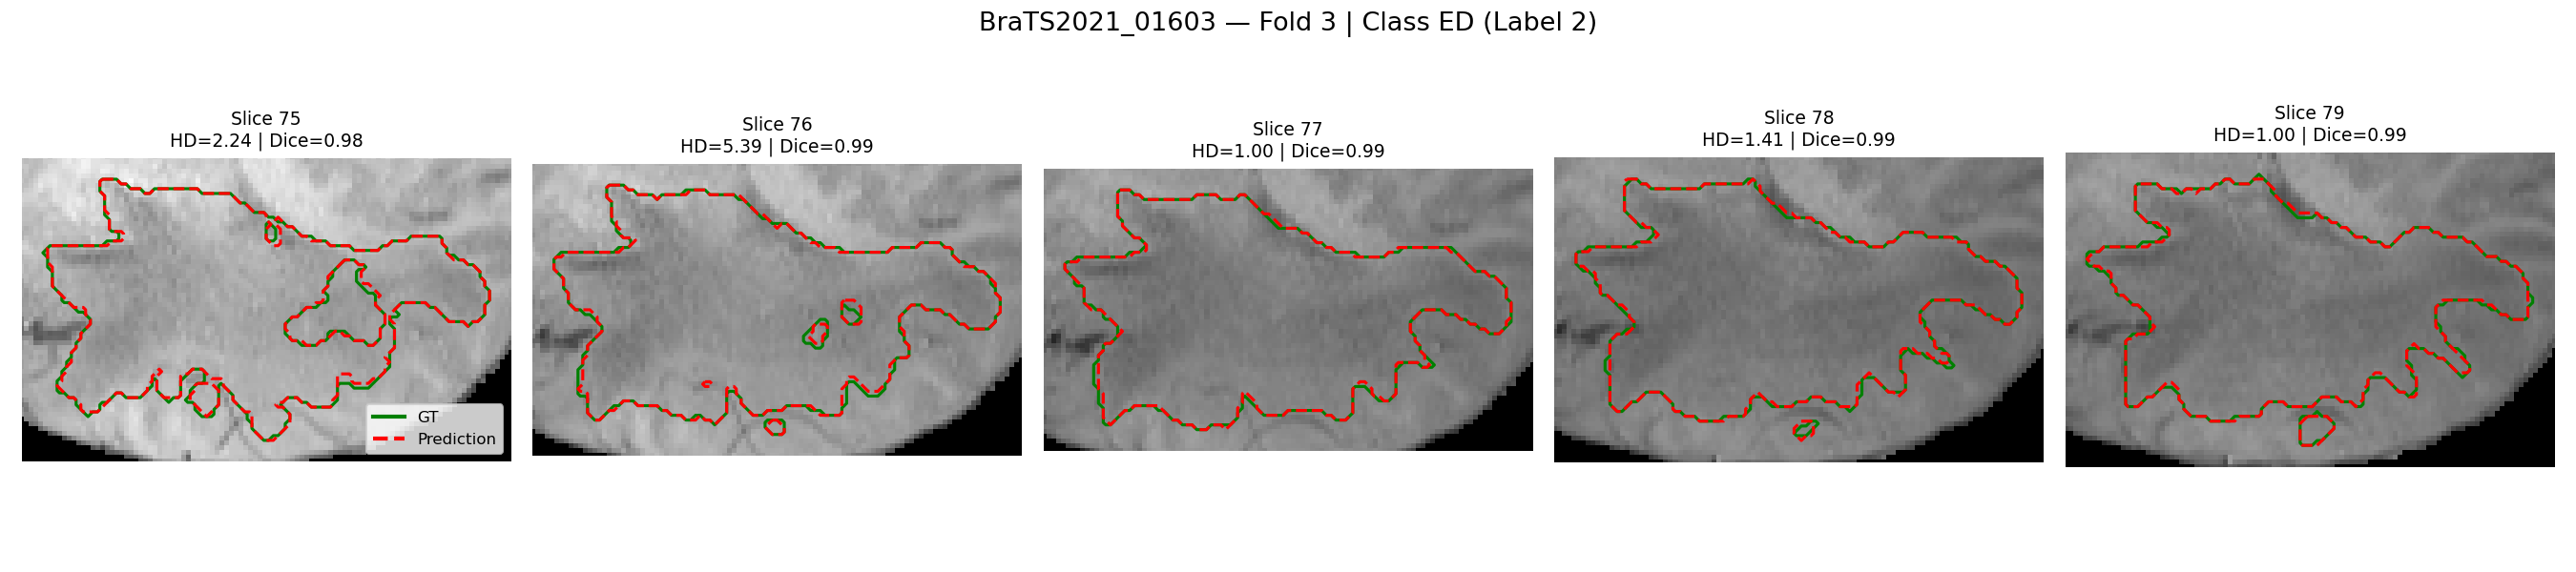 BraTS2021_01603 — Fold 3 | Class ED (Label 2)
Slice 75
HD=2.24 | Dice=0.98
Slice 76
HD=5.39 | Dice=0.99
Slice 77
HD=1.00 | Dice=0.99
Slice 78
HD=1.41 | Dice=0.99
Slice 79
HD=1.00 | Dice=0.99
GT
Prediction